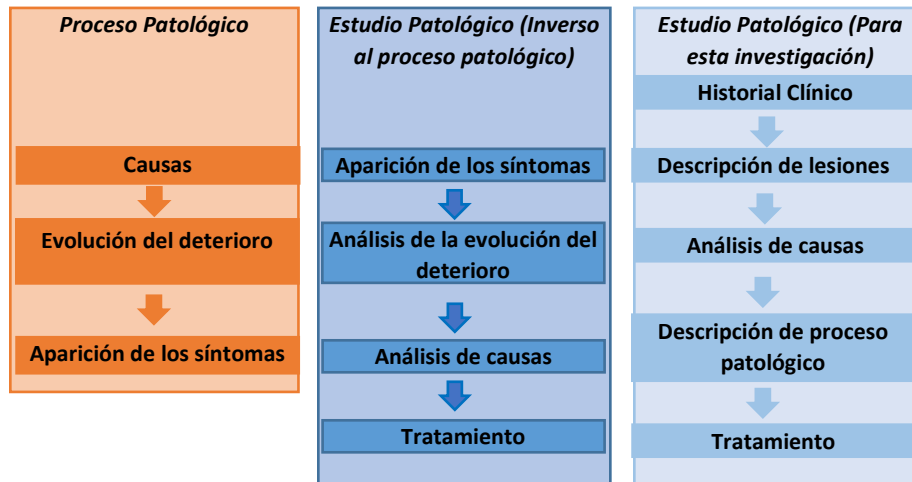 Proceso Patológico
Causas
Evolución del deterioro
Aparición de los síntomas
Estudio Patológico (Inverso
al proceso patológico)
Aparición de los síntomas
Análisis de la evolución del
deterioro
Análisis de causas
Tratamiento
Estudio Patológico (Para
esta investigación)
Historial Clínico
Descripción de lesiones
Análisis de causas
Descripción de proceso
patológico
Tratamiento